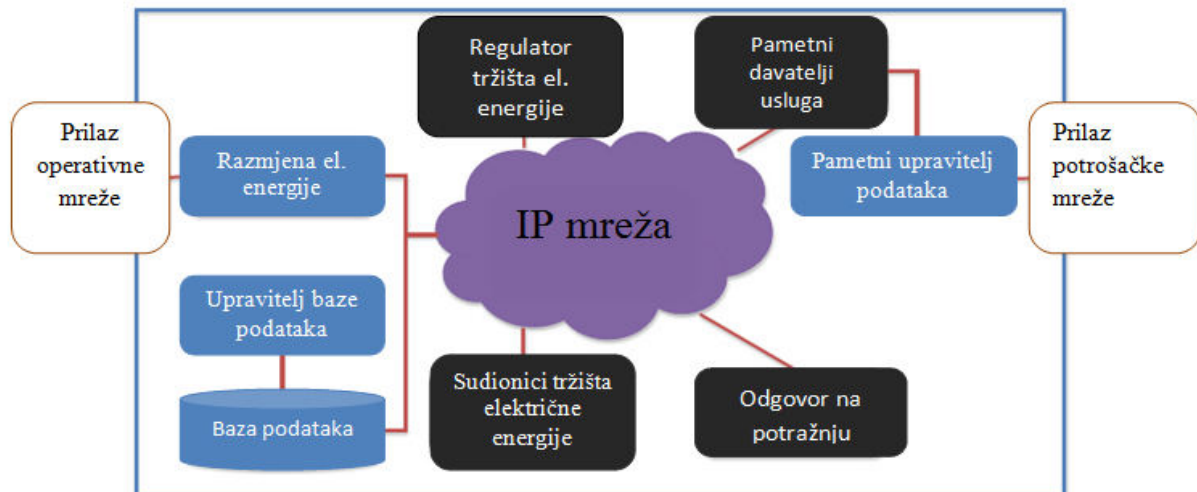 Regulator
tržišta el.
energije
Pametni
davatelji
usluga
Prilaz
operativne
mreže
Razmjena el.
energije
Pametni upravitelj
podataka
Prilaz
potrošačke
mreže
IP mreža
Upravitelj baze
podataka
Baza podataka
Sudionici tržišta
električne
energije
Odgovor na
potražnju